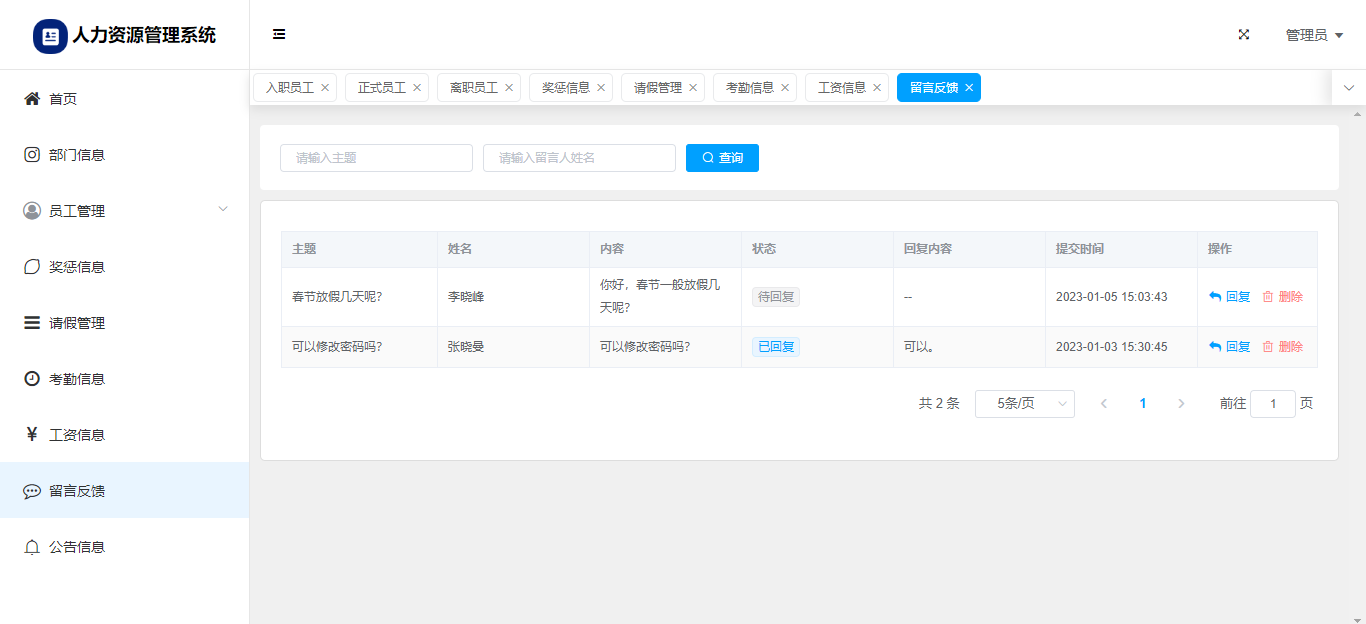 人力资源管理系统
管理员
首页
部门信息
员工管理
奖惩信息
请假管理
考勤信息
工资信息
留言反馈
公告信息
入职员工 正式员工 离职员工 奖惩信息 请假管理 考勤信息 工资信息 留言反馈
请输入主题 请输入留言人姓名 查询
主题 姓名 内容 状态 回复内容 提交时间 操作
春节放假几天呢? 李晓峰 你好，春节一般放假几天呢? 待回复 -- 2023-01-05 15:03:43 回复 删除
可以修改密码吗? 张晓曼 可以修改密码吗? 已回复 可以。 2023-01-03 15:30:45 回复 删除
共 2 条 5条/页 1 前往 1 页